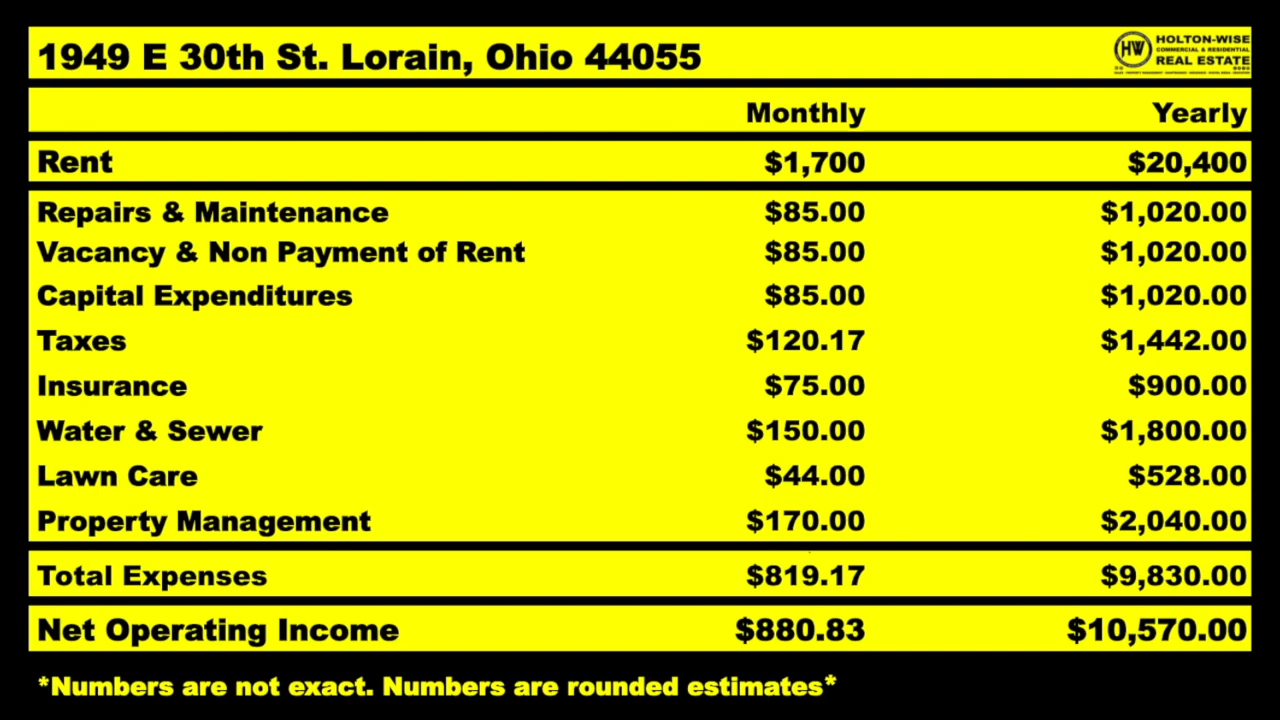 1949 E 30th St. Lorain, Ohio 44055
HW
HOLTON-WISE
COMMERCIAL & RESIDENTIAL
REAL ESTATE
Monthly Yearly
Rent $1,700 $20,400
Repairs & Maintenance $85.00 $1,020.00
Vacancy & Non Payment of Rent $85.00 $1,020.00
Capital Expenditures $85.00 $1,020.00
Taxes $120.17 $1,442.00
Insurance $75.00 $900.00
Water & Sewer $150.00 $1,800.00
Lawn Care $44.00 $528.00
Property Management $170.00 $2,040.00
Total Expenses $819.17 $9,830.00
Net Operating Income $880.83 $10,570.00
*Numbers are not exact. Numbers are rounded estimates*